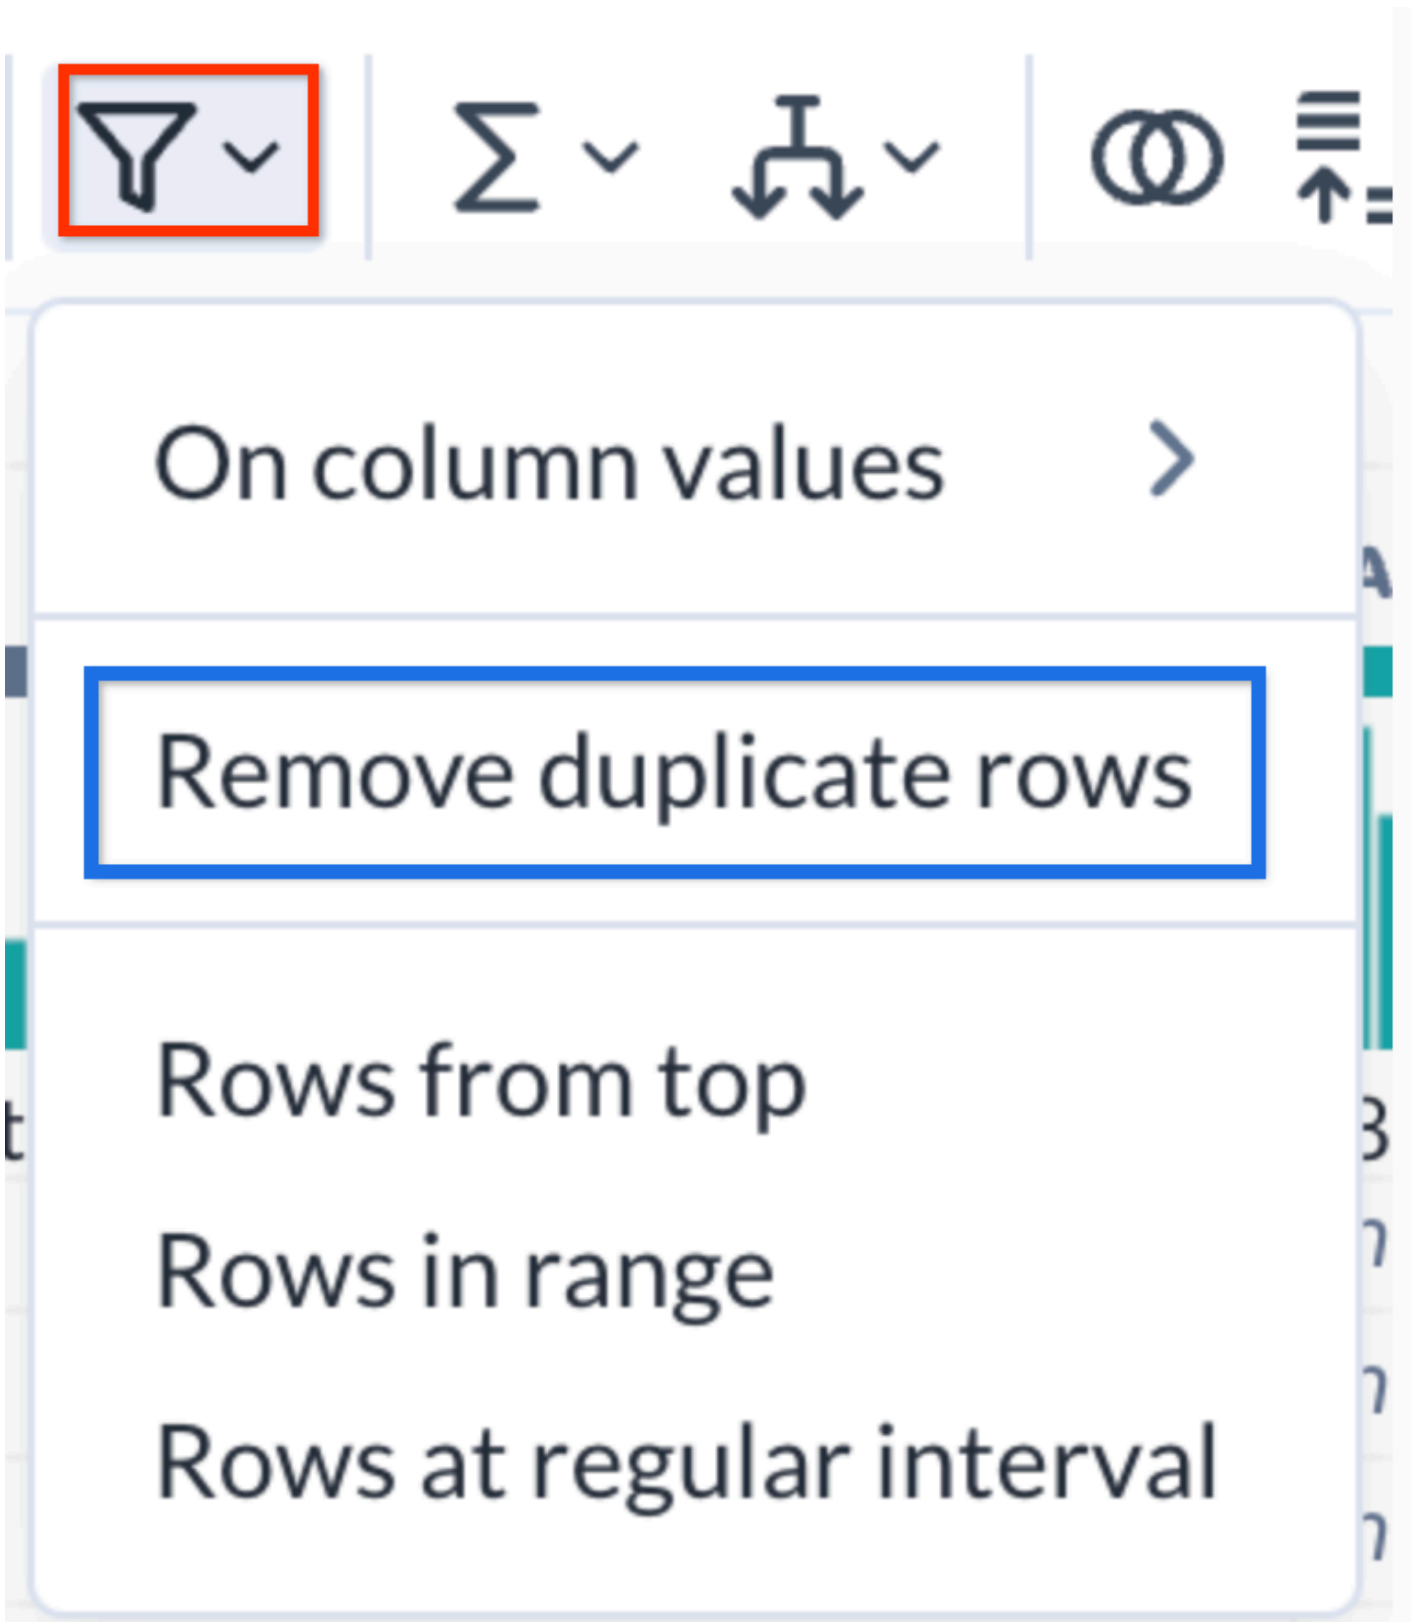 On column values
Remove duplicate rows
Rows from top
Rows in range
Rows at regular interval